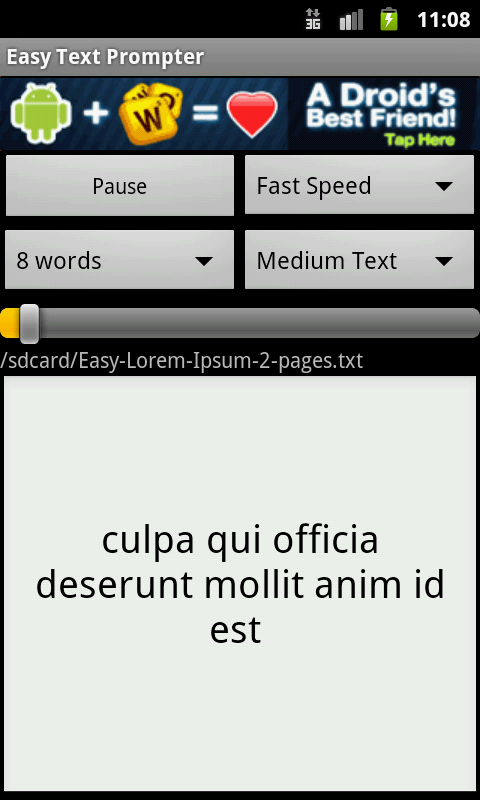 3G 11:08
Easy Text Prompter
W A Droid's
Best Friend!
Tap Here
Pause Fast Speed
8 words Medium Text
/sdcard/Easy-Lorem-Ipsum-2-pages.txt
culpa qui officia
deserunt mollit anim id
est